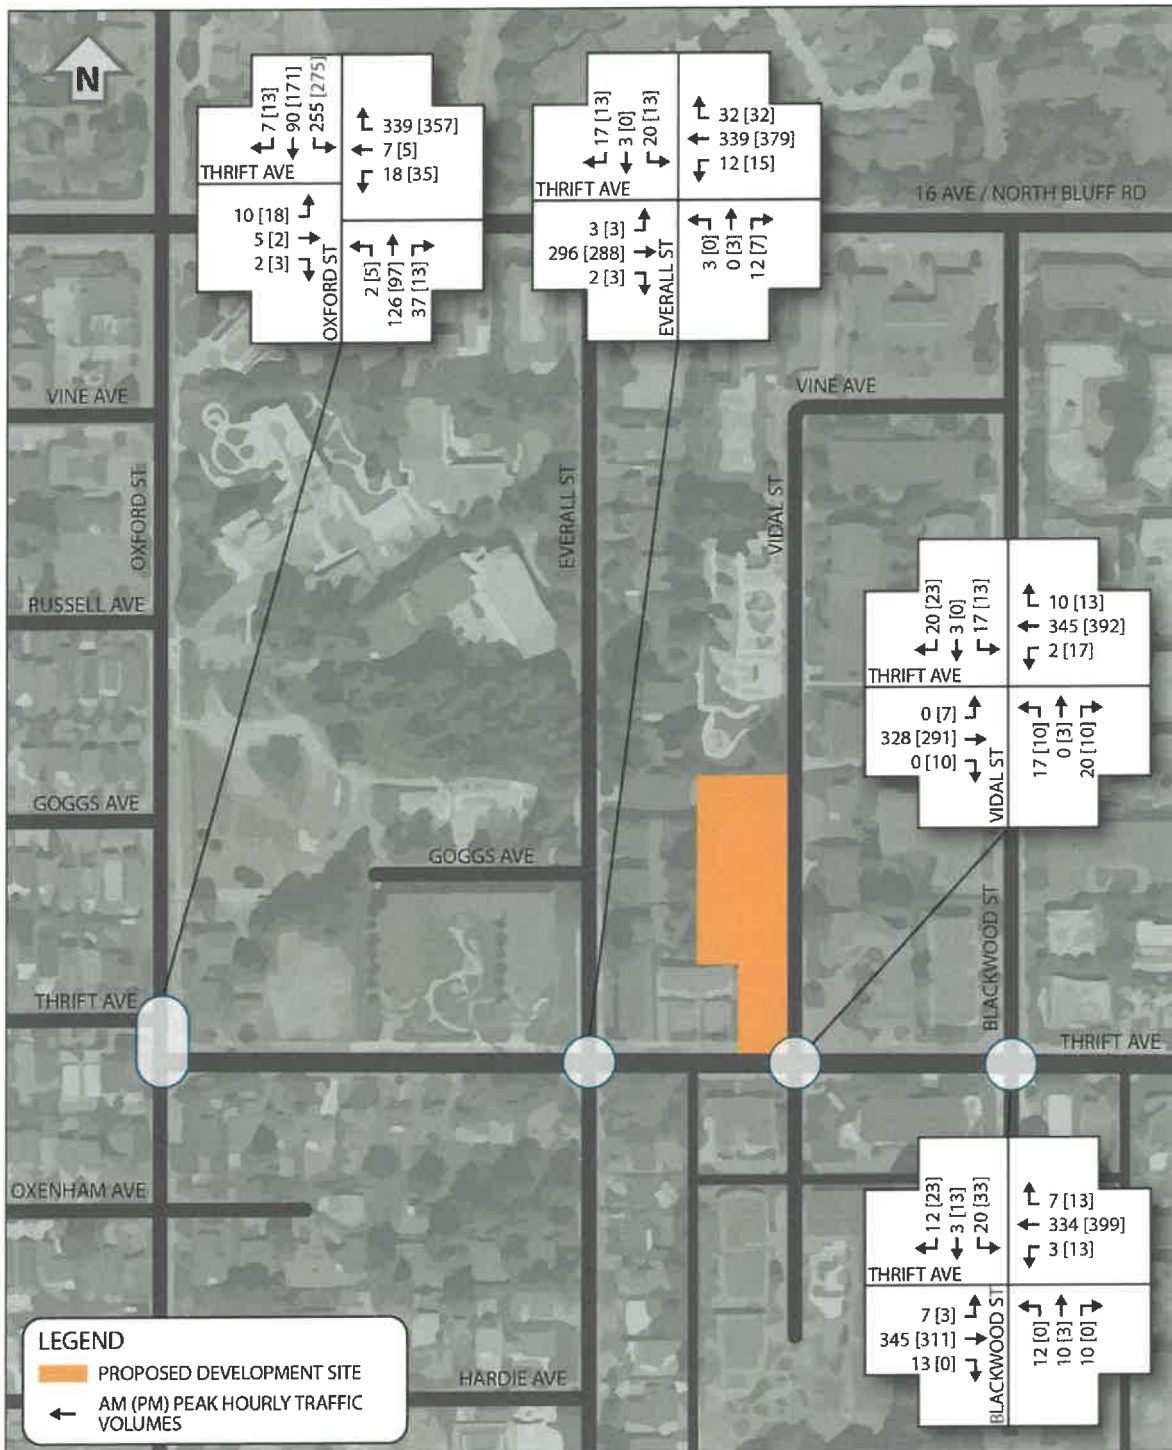 N
7 [13]
90 [171]
255 [275]
339 [357]
7 [5]
18 [35]
THRIFT AVE
10 [18]
5 [2]
2 [3]
OXFORD ST
2 [5]
126 [97]
37 [13]
17 [13]
3 [0]
20 [13]
32 [32]
339 [379]
12 [15]
THRIFT AVE
3 [3]
296 [288]
2 [3]
EVERALL ST
3 [0]
0 [3]
12 [7]
16 AVE / NORTH BLUFF RD
VINE AVE
VINE AVE
OXFORD ST
EVERALL ST
VIDAL ST
RUSSELL AVE
20 [23]
3 [0]
17 [13]
10 [13]
345 [392]
2 [17]
THRIFT AVE
0 [7]
328 [291]
0 [10]
VIDAL ST
17 [10]
0 [3]
20 [10]
GOGGS AVE
GOGGS AVE
BLACKWOOD ST
THRIFT AVE
THRIFT AVE
OXENHAM AVE
12 [23]
3 [13]
20 [33]
7 [13]
334 [399]
3 [13]
THRIFT AVE
7 [3]
345 [311]
13 [0]
BLACKWOOD ST
12 [0]
10 [3]
10 [0]
HARDIE AVE
LEGEND
PROPOSED DEVELOPMENT SITE
AM (PM) PEAK HOURLY TRAFFIC
VOLUMES